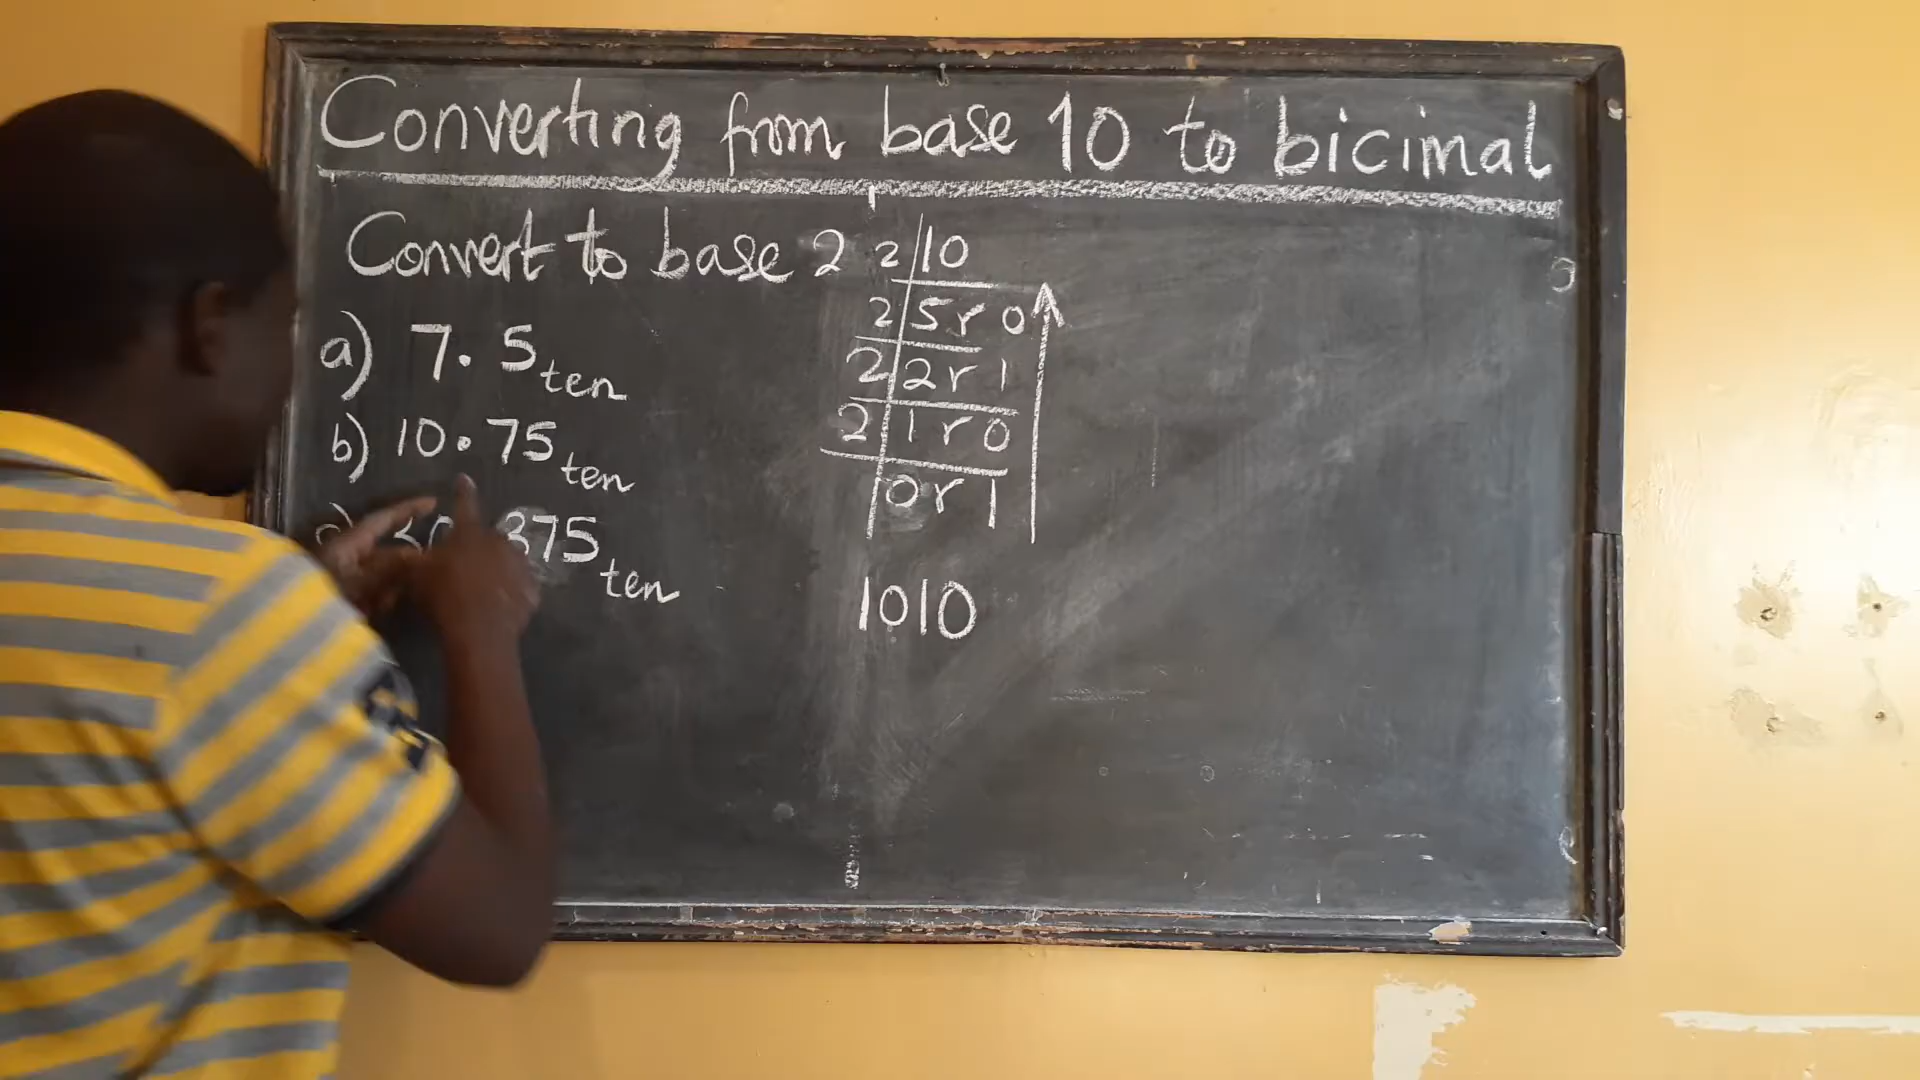 Converting from base 10 to bicimal
Convert to base 2
a) 7.5ten
b) 10.75ten
375ten
2 10
2 5 r 0
2 2 r 1
2 1 r 0
0 r 1
1010